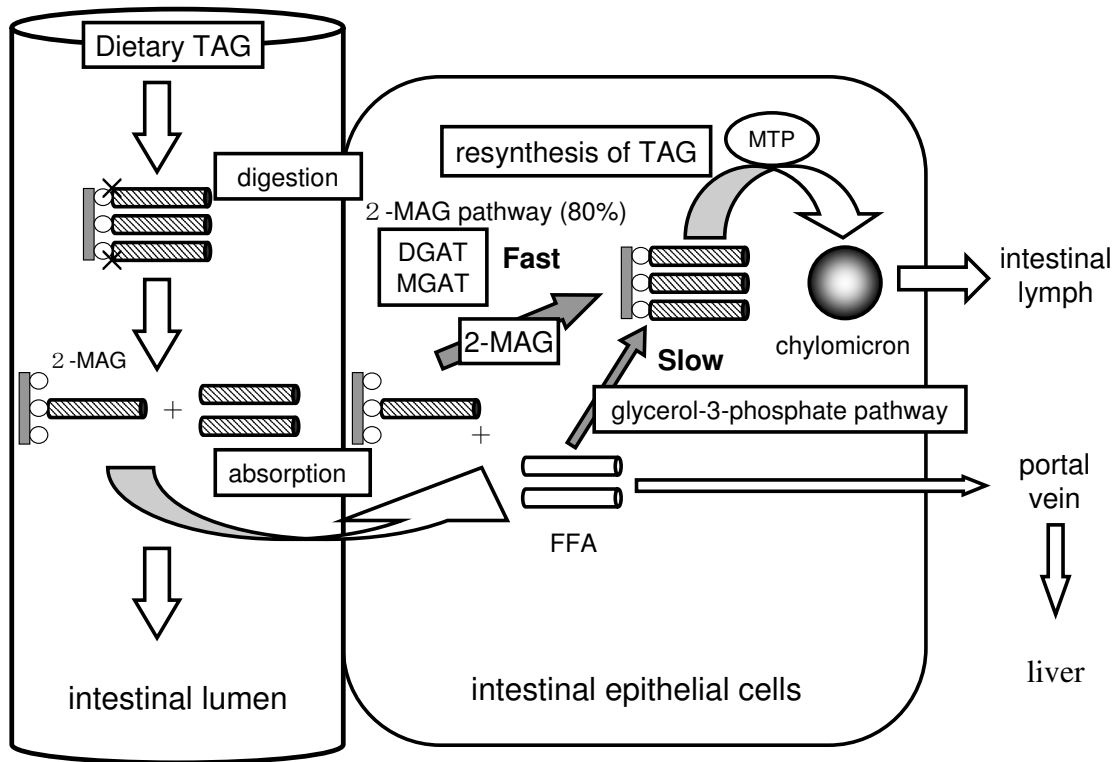 Dietary TAG
digestion
2-MAG
+
absorption
intestinal lumen
resynthesis of TAG
MTP
2-MAG pathway (80%)
DGAT
MGAT
Fast
2-MAG
Slow
glycerol-3-phosphate pathway
+
FFA
chylomicron
intestinal epithelial cells
intestinal
lymph
portal
vein
liver